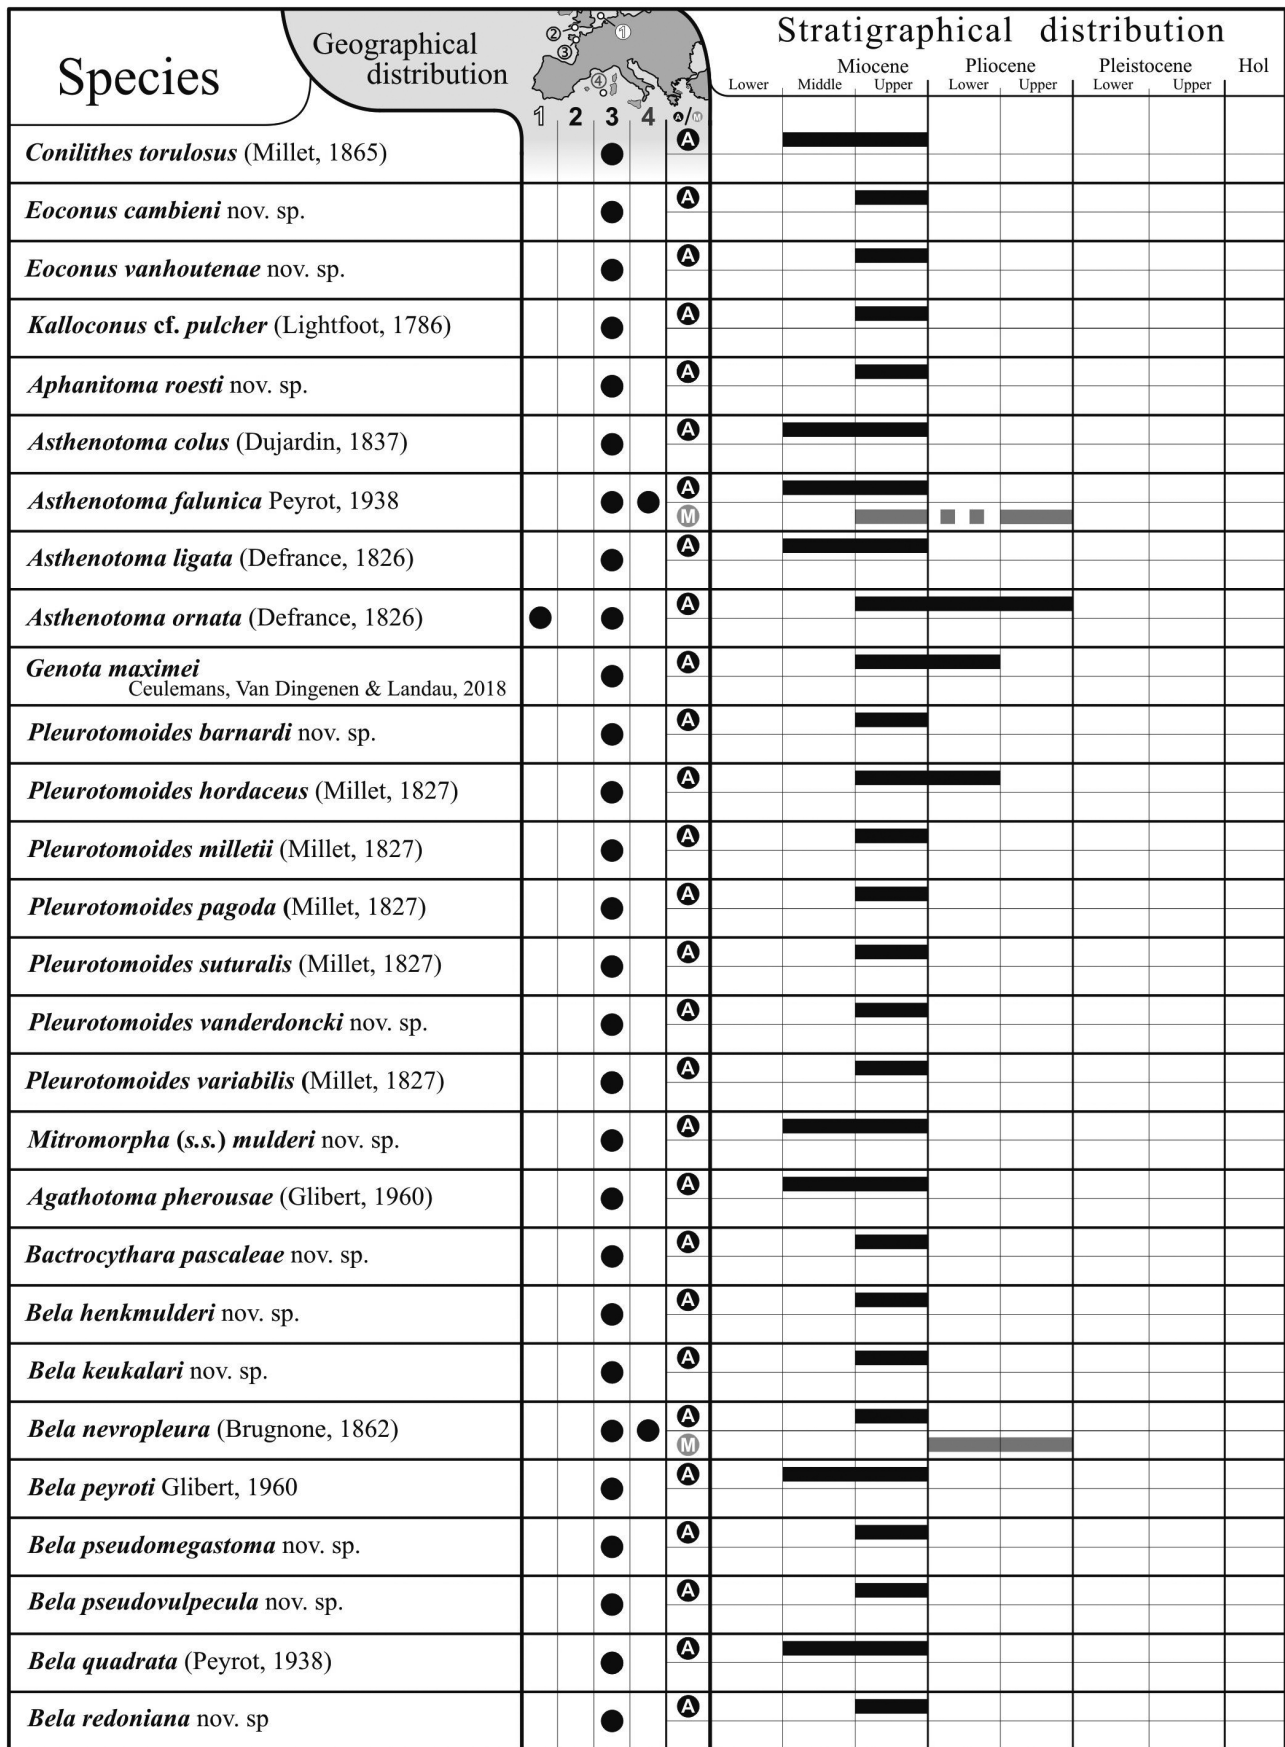 Species
Geographical
distribution
② ① ③ ④
1 2 3 4 A/M
Stratigraphical distribution
Miocene Pliocene Pleistocene Hol
Lower Middle Upper Lower Upper Lower Upper
Conilithes torulosus (Millet, 1865) A
Eoconus cambieni nov. sp. A
Eoconus vanhoutenae nov. sp. A
Kalloconus cf. pulcher (Lightfoot, 1786) A
Aphanitoma roesti nov. sp. A
Asthenotoma colus (Dujardin, 1837) A
Asthenotoma falunica Peyrot, 1938 A
M
Asthenotoma ligata (Defrance, 1826) A
Asthenotoma ornata (Defrance, 1826) A
Genota maximei A
Ceulemans, Van Dingenen & Landau, 2018
Pleurotomoides barnardi nov. sp. A
Pleurotomoides hordaceus (Millet, 1827) A
Pleurotomoides milletii (Millet, 1827) A
Pleurotomoides pagoda (Millet, 1827) A
Pleurotomoides suturalis (Millet, 1827) A
Pleurotomoides vanderdoncki nov. sp. A
Pleurotomoides variabilis (Millet, 1827) A
Mitromorpha (s.s.) mulderi nov. sp. A
Agathotoma pherousae (Glibert, 1960) A
Bactrocythara pascaleae nov. sp. A
Bela henkmulderi nov. sp. A
Bela keukalari nov. sp. A
Bela nevropleura (Brugnone, 1862) A
M
Bela peyroti Glibert, 1960 A
Bela pseudomegastoma nov. sp. A
Bela pseudovulpecula nov. sp. A
Bela quadrata (Peyrot, 1938) A
Bela redoniana nov. sp A